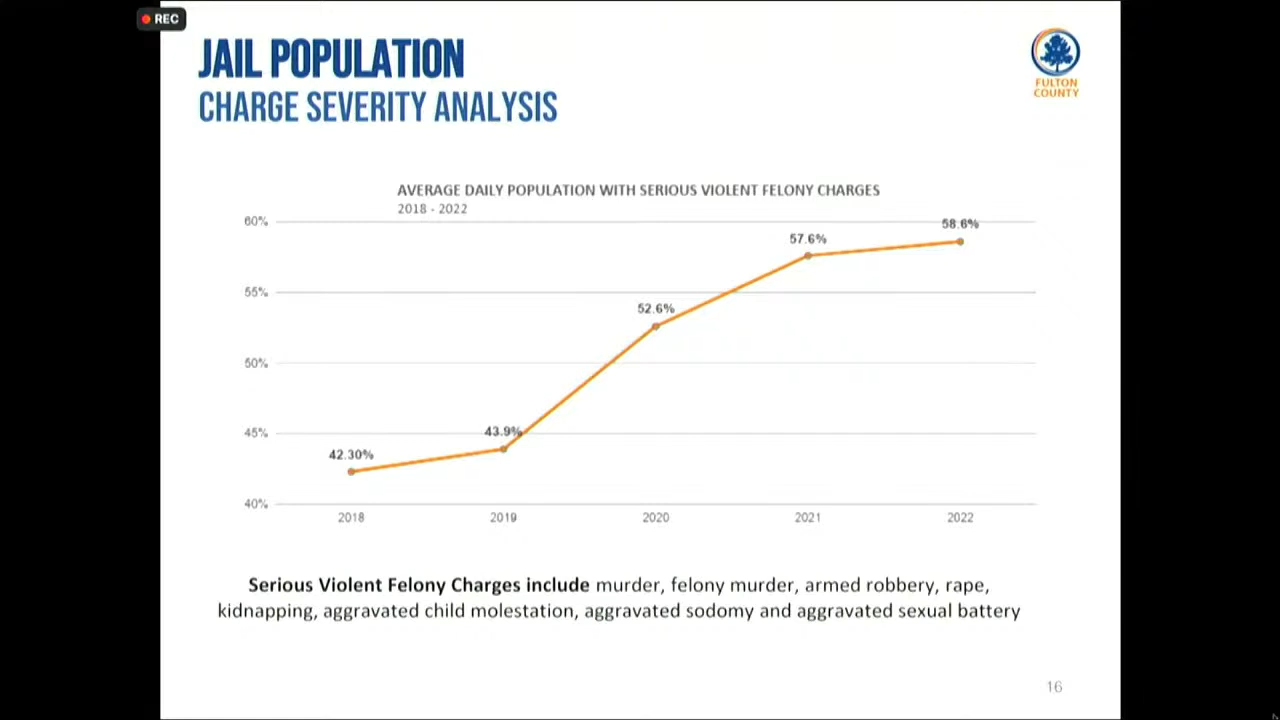 REC
JAIL POPULATION
CHARGE SEVERITY ANALYSIS
FULTON
COUNTY
AVERAGE DAILY POPULATION WITH SERIOUS VIOLENT FELONY CHARGES
2018 - 2022
60%
58.6%
57.6%
55%
52.6%
50%
45%
43.9%
42.30%
40%
2018 2019 2020 2021 2022
Serious Violent Felony Charges include murder, felony murder, armed robbery, rape,
kidnapping, aggravated child molestation, aggravated sodomy and aggravated sexual battery
16